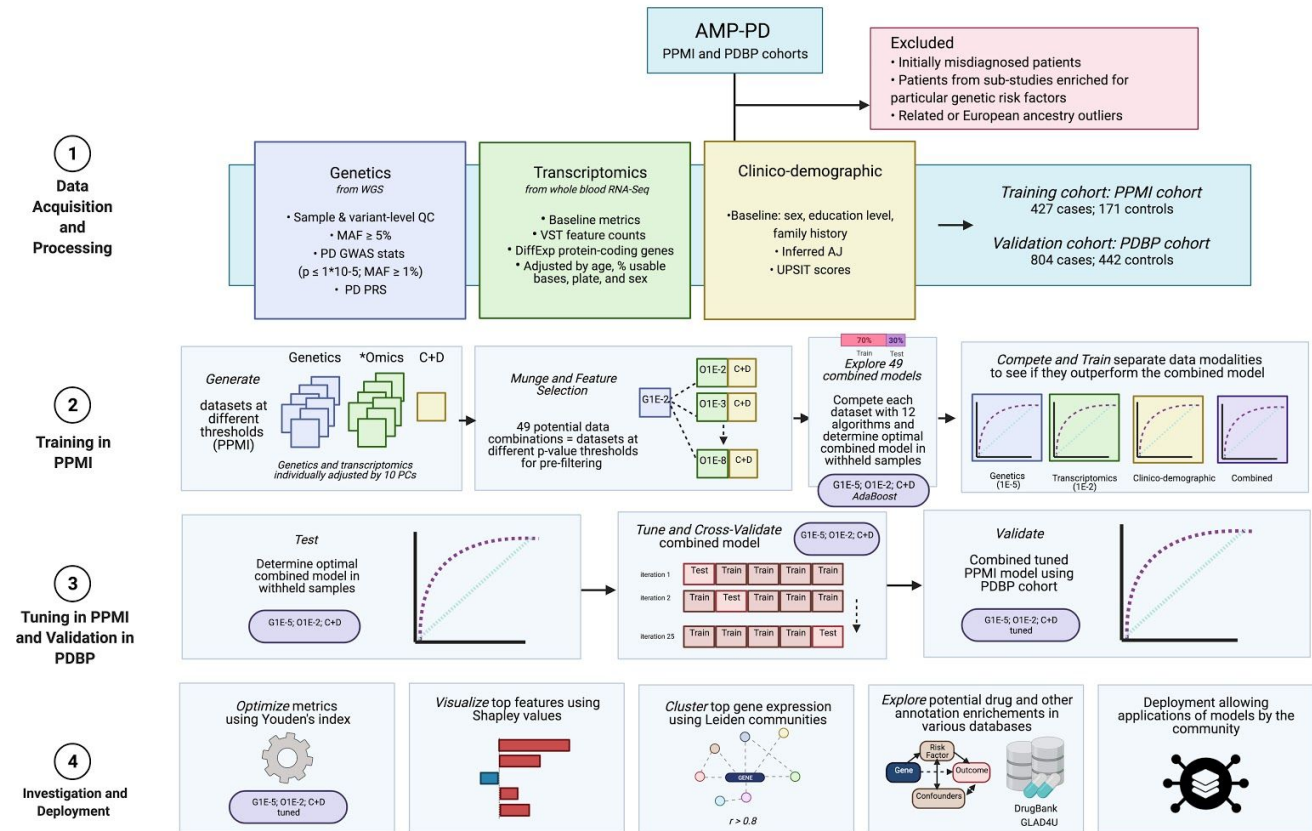 AMP-PD
PPMI and PDBP cohorts
Excluded
• Initially misdiagnosed patients
• Patients from sub-studies enriched for
particular genetic risk factors
• Related or European ancestry outliers
1
Data
Acquisition
and
Processing
Genetics
from WGS
• Sample & variant-level QC
• MAF ≥ 5%
• PD GWAS stats
(p ≤ 1*10-5; MAF ≥ 1%)
• PD PRS
Transcriptomics
from whole blood RNA-Seq
• Baseline metrics
• VST feature counts
• DiffExp protein-coding genes
• Adjusted by age, % usable
bases, plate, and sex
Clinico-demographic
•Baseline: sex, education level,
family history
• Inferred AJ
• UPSIT scores
Training cohort: PPMI cohort
427 cases; 171 controls
Validation cohort: PDBP cohort
804 cases; 442 controls
2
Training in
PPMI
Generate
datasets at
different
thresholds
(PPMI)
Genetics *Omics C+D
Genetics and transcriptomics
individually adjusted by 10 PCs
Munge and Feature
Selection
49 potential data
combinations = datasets at
different p-value thresholds
for pre-filtering
G1E-2
O1E-2 C+D
O1E-3 C+D
O1E-8 C+D
70% 30%
Train Test
Explore 49
combined models
Compete each
dataset with 12
algorithms and
determine optimal
combined model in
withheld samples
G1E-5; O1E-2; C+D
AdaBoost
Compete and Train separate data modalities
to see if they outperform the combined model
Genetics
(1E-5)
Transcriptomics
(1E-2)
Clinico-demographic
Combined
3
Tuning in PPMI
and Validation in
PDBP
Test
Determine optimal
combined model in
withheld samples
G1E-5; O1E-2; C+D
Tune and Cross-Validate
combined model
G1E-5; O1E-2; C+D
iteration 1 Test Train Train Train Train
iteration 2 Train Test Train Train Train
iteration 25 Train Train Train Train Test
Validate
Combined tuned
PPMI model using
PDBP cohort
G1E-5; O1E-2; C+D
tuned
4
Investigation and
Deployment
Optimize metrics
using Youden's index
G1E-5; O1E-2; C+D
tuned
Visualize top features using
Shapley values
Cluster top gene expression
using Leiden communities
GENE
r > 0.8
Explore potential drug and other
annotation enrichements in
various databases
Risk
Factor
Gene
Outcome
Confounders
DrugBank
GLAD4U
Deployment allowing
applications of models by the
community